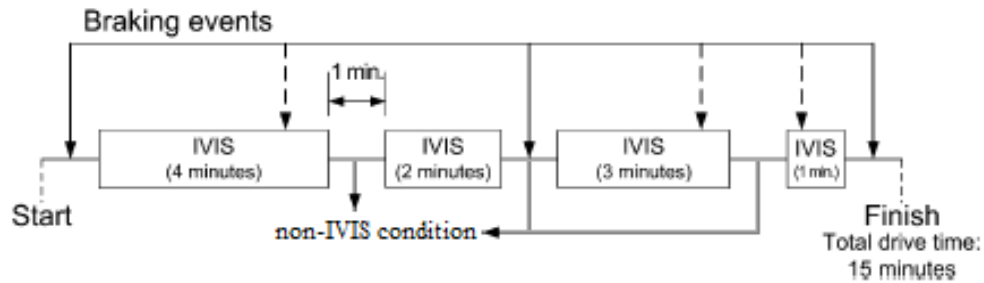 Braking events
1 min.
IVIS
(4 minutes)
IVIS
(2 minutes)
IVIS
(3 minutes)
IVIS
(1 min.)
Start
non-IVIS condition
Finish
Total drive time:
15 minutes